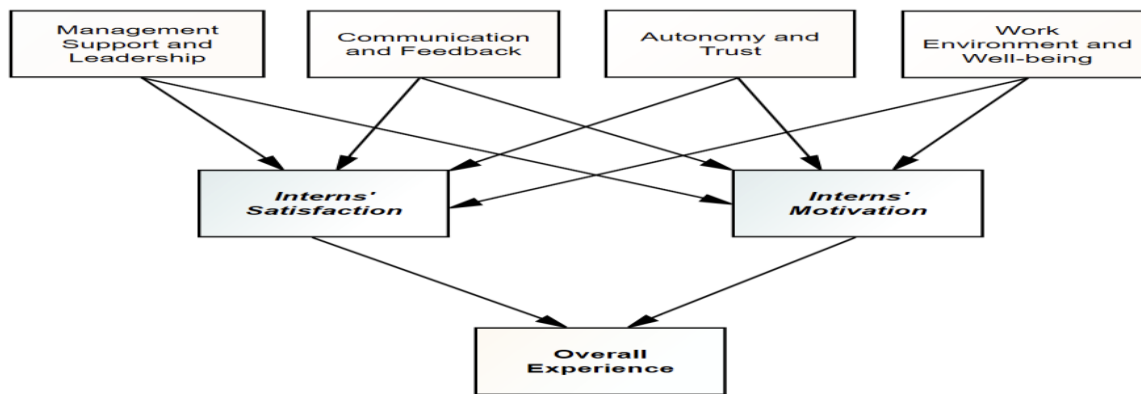 Management
Support and
Leadership
Communication
and Feedback
Autonomy and
Trust
Work
Environment and
Well-being
Interns'
Satisfaction
Interns'
Motivation
Overall
Experience